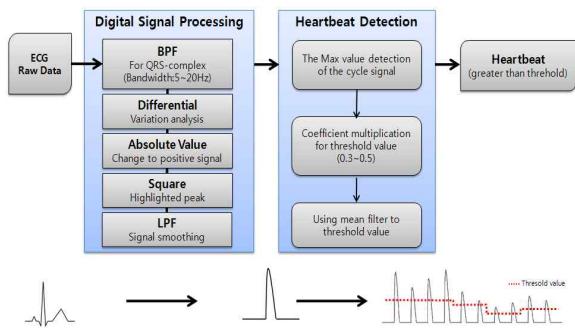 Digital Signal Processing
Heartbeat Detection
ECG
Raw Data
BPF
For QRS-complex
(Bandwidth:5~20Hz)
Differential
Variation analysis
Absolute Value
Change to positive signal
Square
Highlighted peak
LPF
Signal smoothing
The Max value detection
of the cycle signal
Coefficient multiplication
for threshold value
(0.3~0.5)
Using mean filter to
threshold value
Heartbeat
(greater than threhold)
Thresold value